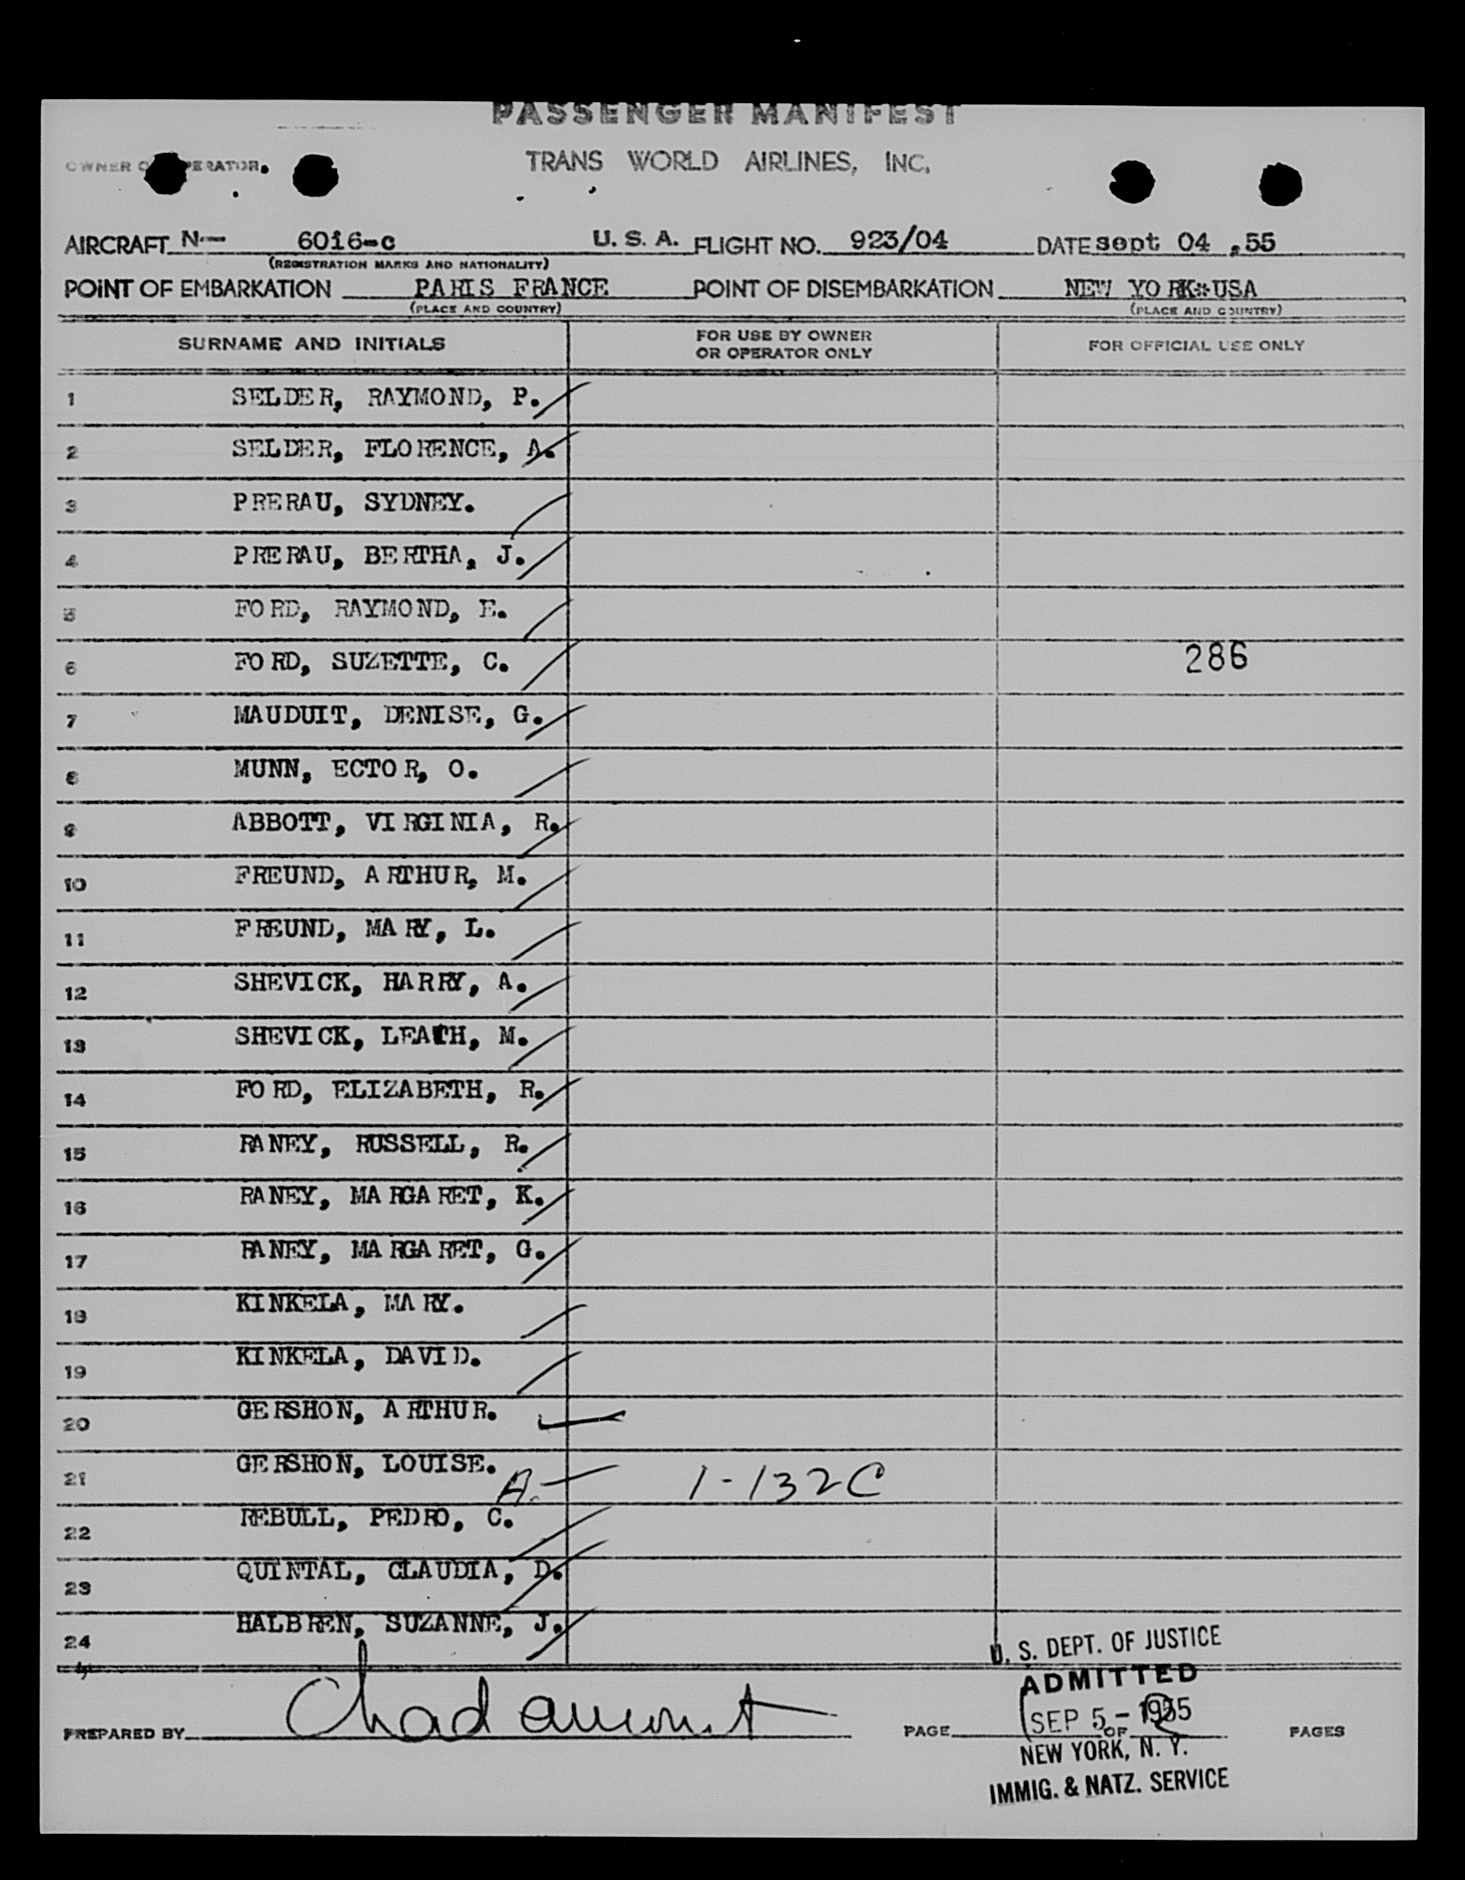 PASSENGER MANIFEST
OWNER O PERATOR. TRANS WORLD AIRLINES, INC.
AIRCRAFT N— 6016-c U. S. A. FLIGHT NO. 923/04 DATE sept 04 ,55
(REGISTRATION MARKS AND NATIONALITY)
POINT OF EMBARKATION PARIS FRANCE POINT OF DISEMBARKATION NEW YORK*USA
(PLACE AND COUNTRY) (PLACE AND COUNTRY)
SURNAME AND INITIALS FOR USE BY OWNER OR OPERATOR ONLY FOR OFFICIAL USE ONLY
1 SELDER, RAYMOND, P.
2 SELDER, FLORENCE, A.
3 PRERAU, SYDNEY.
4 PRERAU, BERTHA, J.
5 FORD, RAYMOND, E.
6 FORD, SUZETTE, C. 286
7 MAUDUIT, DENISE, G.
8 MUNN, ECTOR, O.
9 ABBOTT, VIRGINIA, R.
10 FREUND, ARTHUR, M.
11 FREUND, MARY, L.
12 SHEVICK, HARRY, A.
13 SHEVICK, LEATH, M.
14 FORD, ELIZABETH, R.
15 RANEY, RUSSELL, R.
16 RANEY, MARGARET, K.
17 RANEY, MARGARET, G.
18 KINKELA, MARY.
19 KINKELA, DAVID.
20 GERSHON, ARTHUR.
21 GERSHON, LOUISE. A. 1-132C
22 REBULL, PEDRO, C.
23 QUINTAL, CLAUDIA, D.
24 HALBREN, SUZANNE, J.
U. S. DEPT. OF JUSTICE
ADMITTED
SEP 5 - 1955
PREPARED BY PAGE OF 2 PAGES
NEW YORK, N. Y.
IMMIG. & NATZ. SERVICE